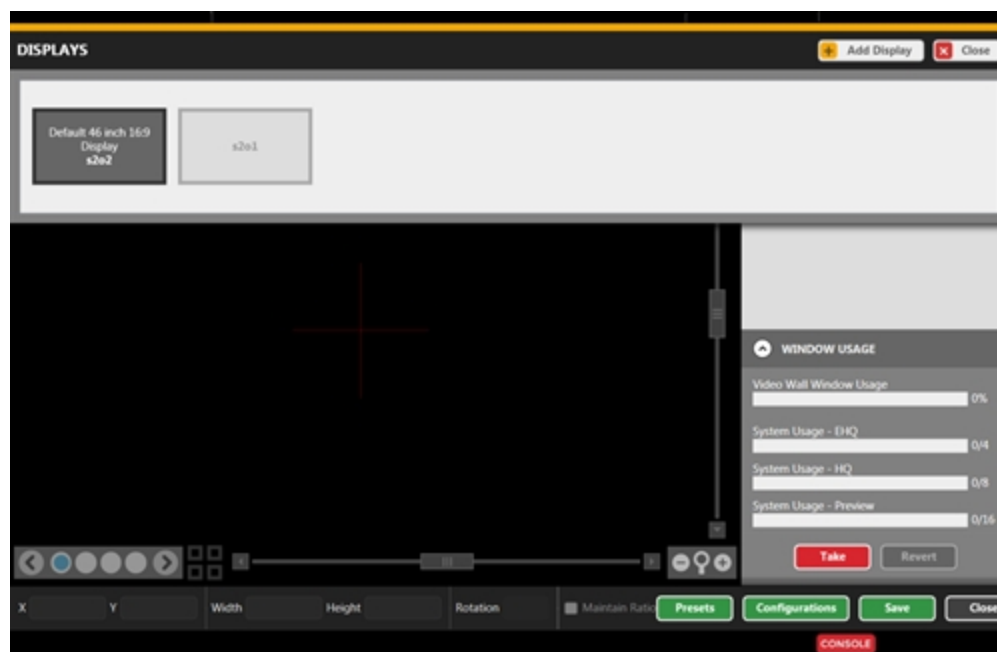 DISPLAYS
Add Display
Close
Default 46 inch 16:9
Display
s2o2
s2o1
WINDOW USAGE
Video Wall Window Usage
0%
System Usage - EHQ
0/4
System Usage - HQ
0/8
System Usage - Preview
0/16
Take
Revert
X
Y
Width
Height
Rotation
Maintain Ratio
Presets
Configurations
Save
Close
CONSOLE